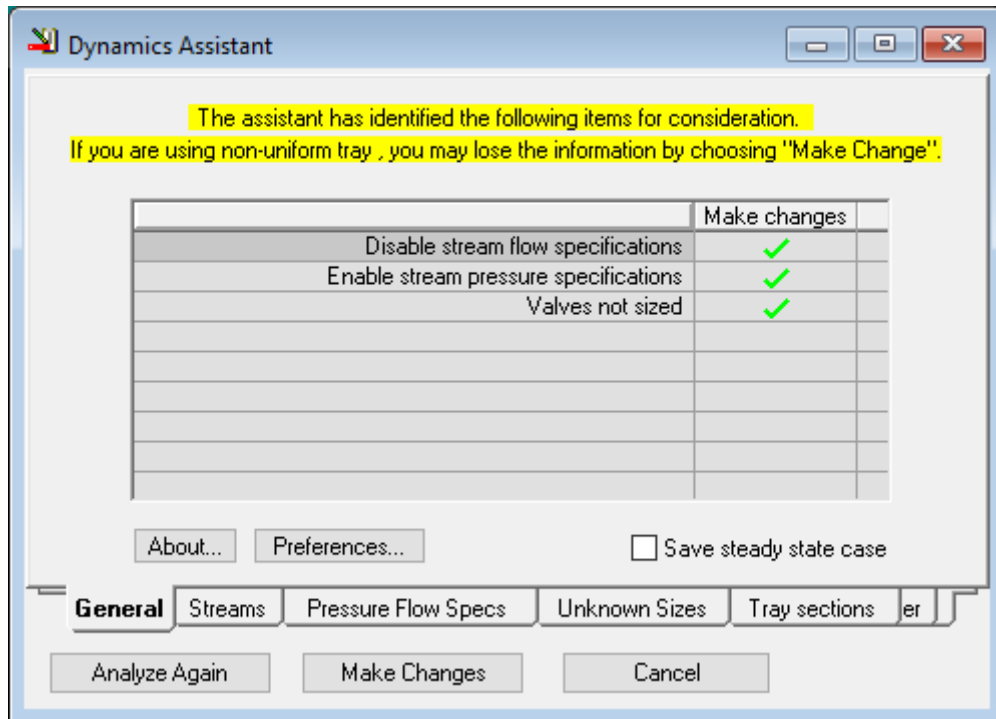 Dynamics Assistant
The assistant has identified the following items for consideration.
If you are using non-uniform tray , you may lose the information by choosing "Make Change".
Make changes
Disable stream flow specifications
Enable stream pressure specifications
Valves not sized
About... Preferences... Save steady state case
General Streams Pressure Flow Specs Unknown Sizes Tray sections er
Analyze Again Make Changes Cancel